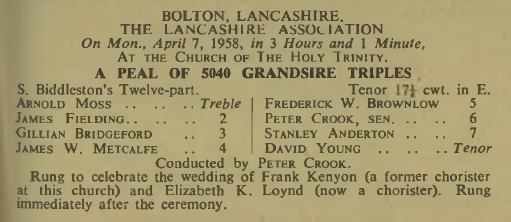 BOLTON, LANCASHIRE.
THE LANCASHIRE ASSOCIATION
On Mon., April 7, 1958, in 3 Hours and 1 Minute,
AT THE CHURCH OF THE HOLY TRINITY,
A PEAL OF 5040 GRANDSIRE TRIPLES
S. Biddleston's Twelve-part. Tenor 17½ cwt. in E.
ARNOLD MOSS .. .. .. Treble
JAMES FIELDING.. .. .. 2
GILLIAN BRIDGEFORD .. 3
JAMES W. METCALFE .. 4
FREDERICK W. BROWNLOW 5
PETER CROOK, SEN. .. .. 6
STANLEY ANDERTON .. .. 7
DAVID YOUNG .. .. Tenor
Conducted by PETER CROOK.
Rung to celebrate the wedding of Frank Kenyon (a former chorister
at this church) and Elizabeth K. Loynd (now a chorister). Rung
immediately after the ceremony.